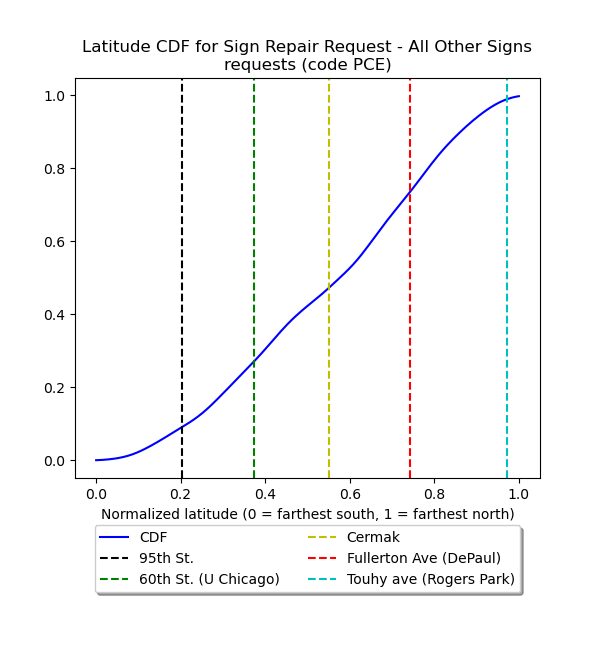 Latitude CDF for Sign Repair Request - All Other Signs
requests (code PCE)
1.0
0.8
0.6
0.4
0.2
0.0
0.0 0.2 0.4 0.6 0.8 1.0
Normalized latitude (0 = farthest south, 1 = farthest north)
CDF
95th St.
60th St. (U Chicago)
Cermak
Fullerton Ave (DePaul)
Touhy ave (Rogers Park)